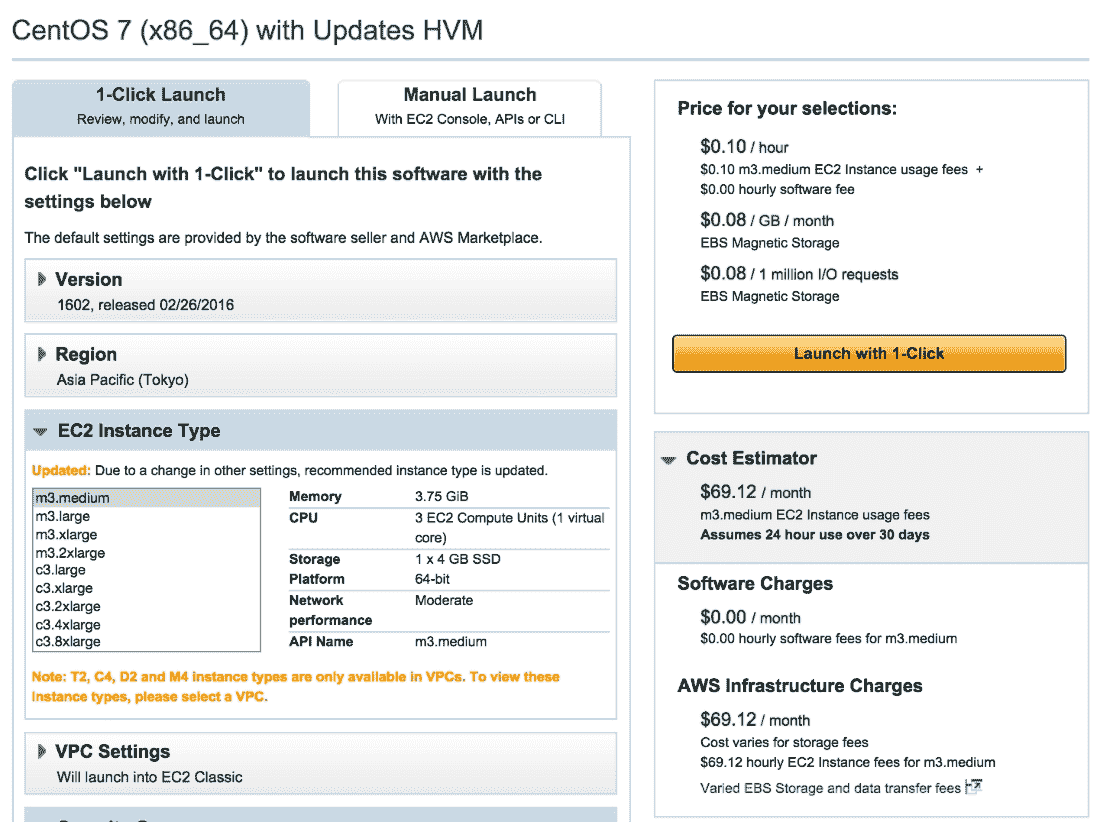 CentOS 7 (x86_64) with Updates HVM
1-Click Launch
Review, modify, and launch
Manual Launch
With EC2 Console, APIs or CLI
Click "Launch with 1-Click" to launch this software with the
settings below
The default settings are provided by the software seller and AWS Marketplace.
Version
1602, released 02/26/2016
Region
Asia Pacific (Tokyo)
EC2 Instance Type
Updated: Due to a change in other settings, recommended instance type is updated.
m3.medium
m3.large
m3.xlarge
m3.2xlarge
c3.large
c3.xlarge
c3.2xlarge
c3.4xlarge
c3.8xlarge
Memory 3.75 GiB
CPU 3 EC2 Compute Units (1 virtual
core)
Storage 1 x 4 GB SSD
Platform 64-bit
Network Moderate
performance
API Name m3.medium
Note: T2, C4, D2 and M4 instance types are only available in VPCs. To view these
instance types, please select a VPC.
VPC Settings
Will launch into EC2 Classic
Price for your selections:
$0.10 / hour
$0.10 m3.medium EC2 Instance usage fees +
$0.00 hourly software fee
$0.08 / GB / month
EBS Magnetic Storage
$0.08 / 1 million I/O requests
EBS Magnetic Storage
Launch with 1-Click
Cost Estimator
$69.12 / month
m3.medium EC2 Instance usage fees
Assumes 24 hour use over 30 days
Software Charges
$0.00 / month
$0.00 hourly software fees for m3.medium
AWS Infrastructure Charges
$69.12 / month
Cost varies for storage fees
$69.12 hourly EC2 Instance fees for m3.medium
Varied EBS Storage and data transfer fees